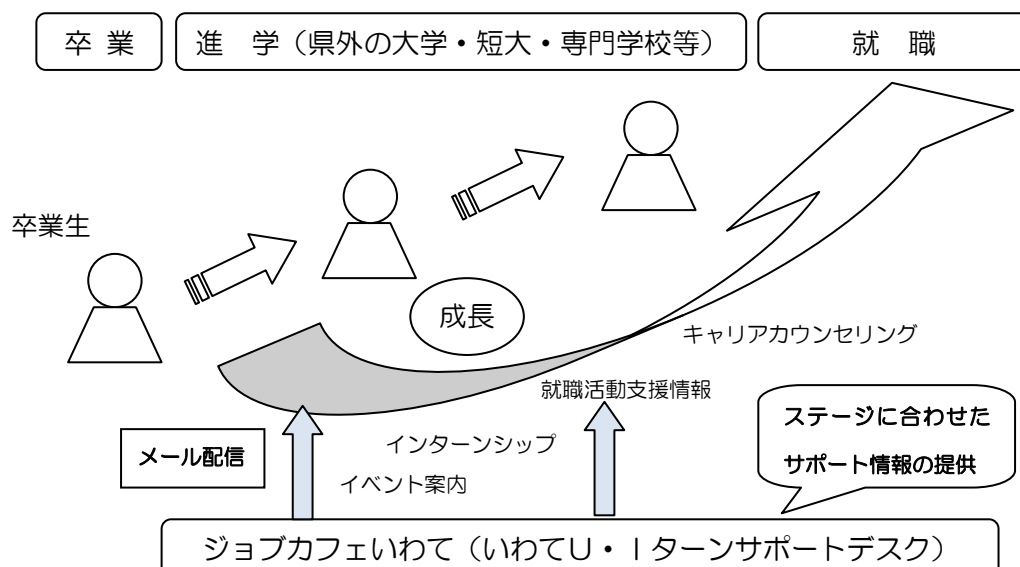 卒 業
進　学（県外の大学・短大・専門学校等）
就　職
卒業生
成長
キャリアカウンセリング
就職活動支援情報
ステージに合わせた
サポート情報の提供
メール配信
インターンシップ
イベント案内
ジョブカフェいわて（いわてＵ・Ｉターンサポートデスク）